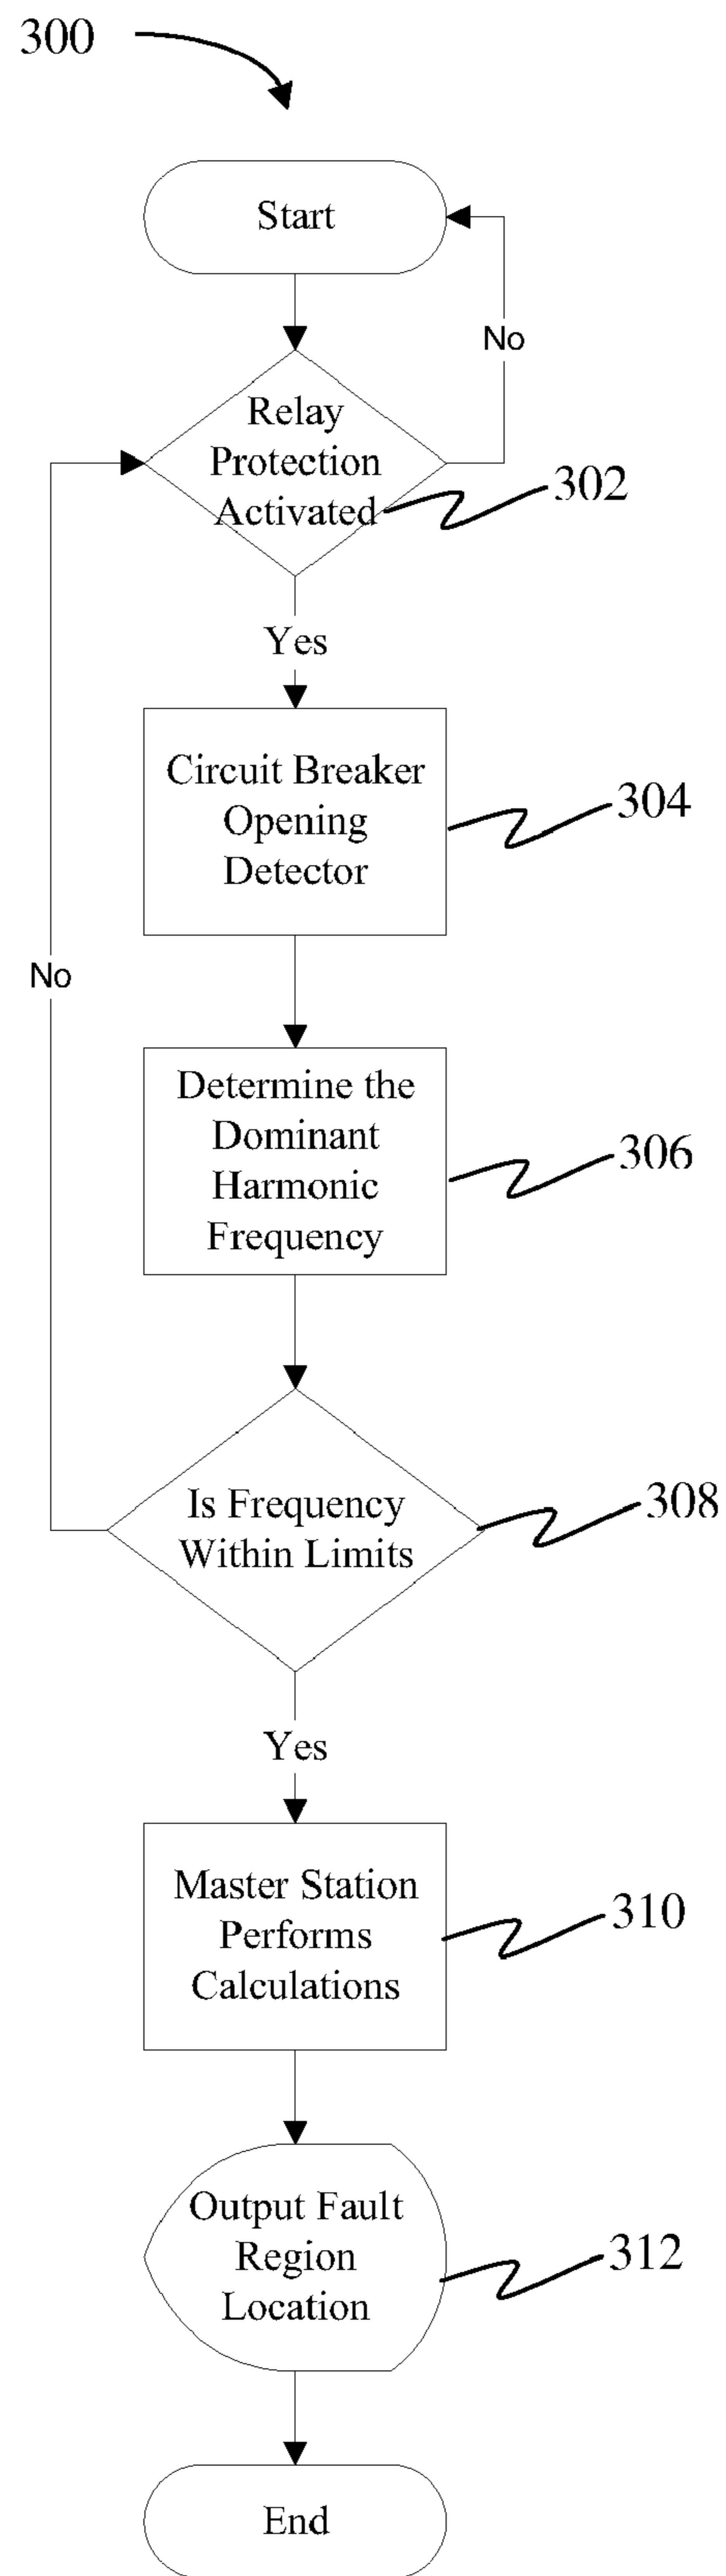 300
Start
No
Relay
Protection
Activated
302
Yes
Circuit Breaker
Opening
Detector
304
No
Determine the
Dominant
Harmonic
Frequency
306
Is Frequency
Within Limits
308
Yes
Master Station
Performs
Calculations
310
Output Fault
Region
Location
312
End